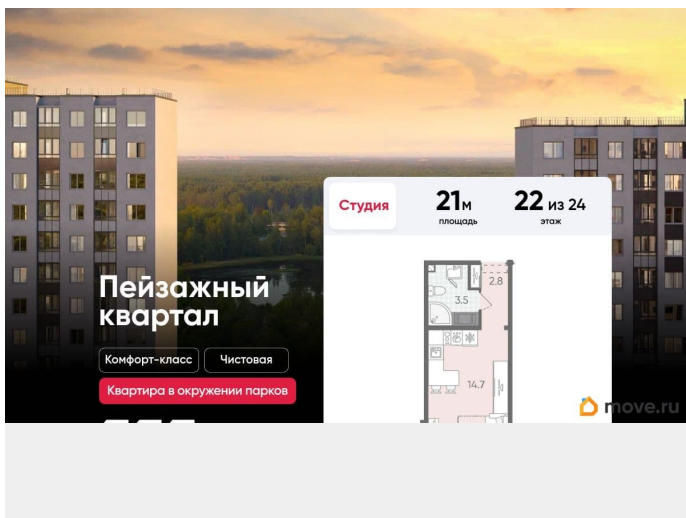 Студия
21м
площадь
22 из 24
этаж
2.8
3.5
14.7
Пейзажный
квартал
Комфорт-класс
Чистовая
Квартира в окружении парков
move.ru